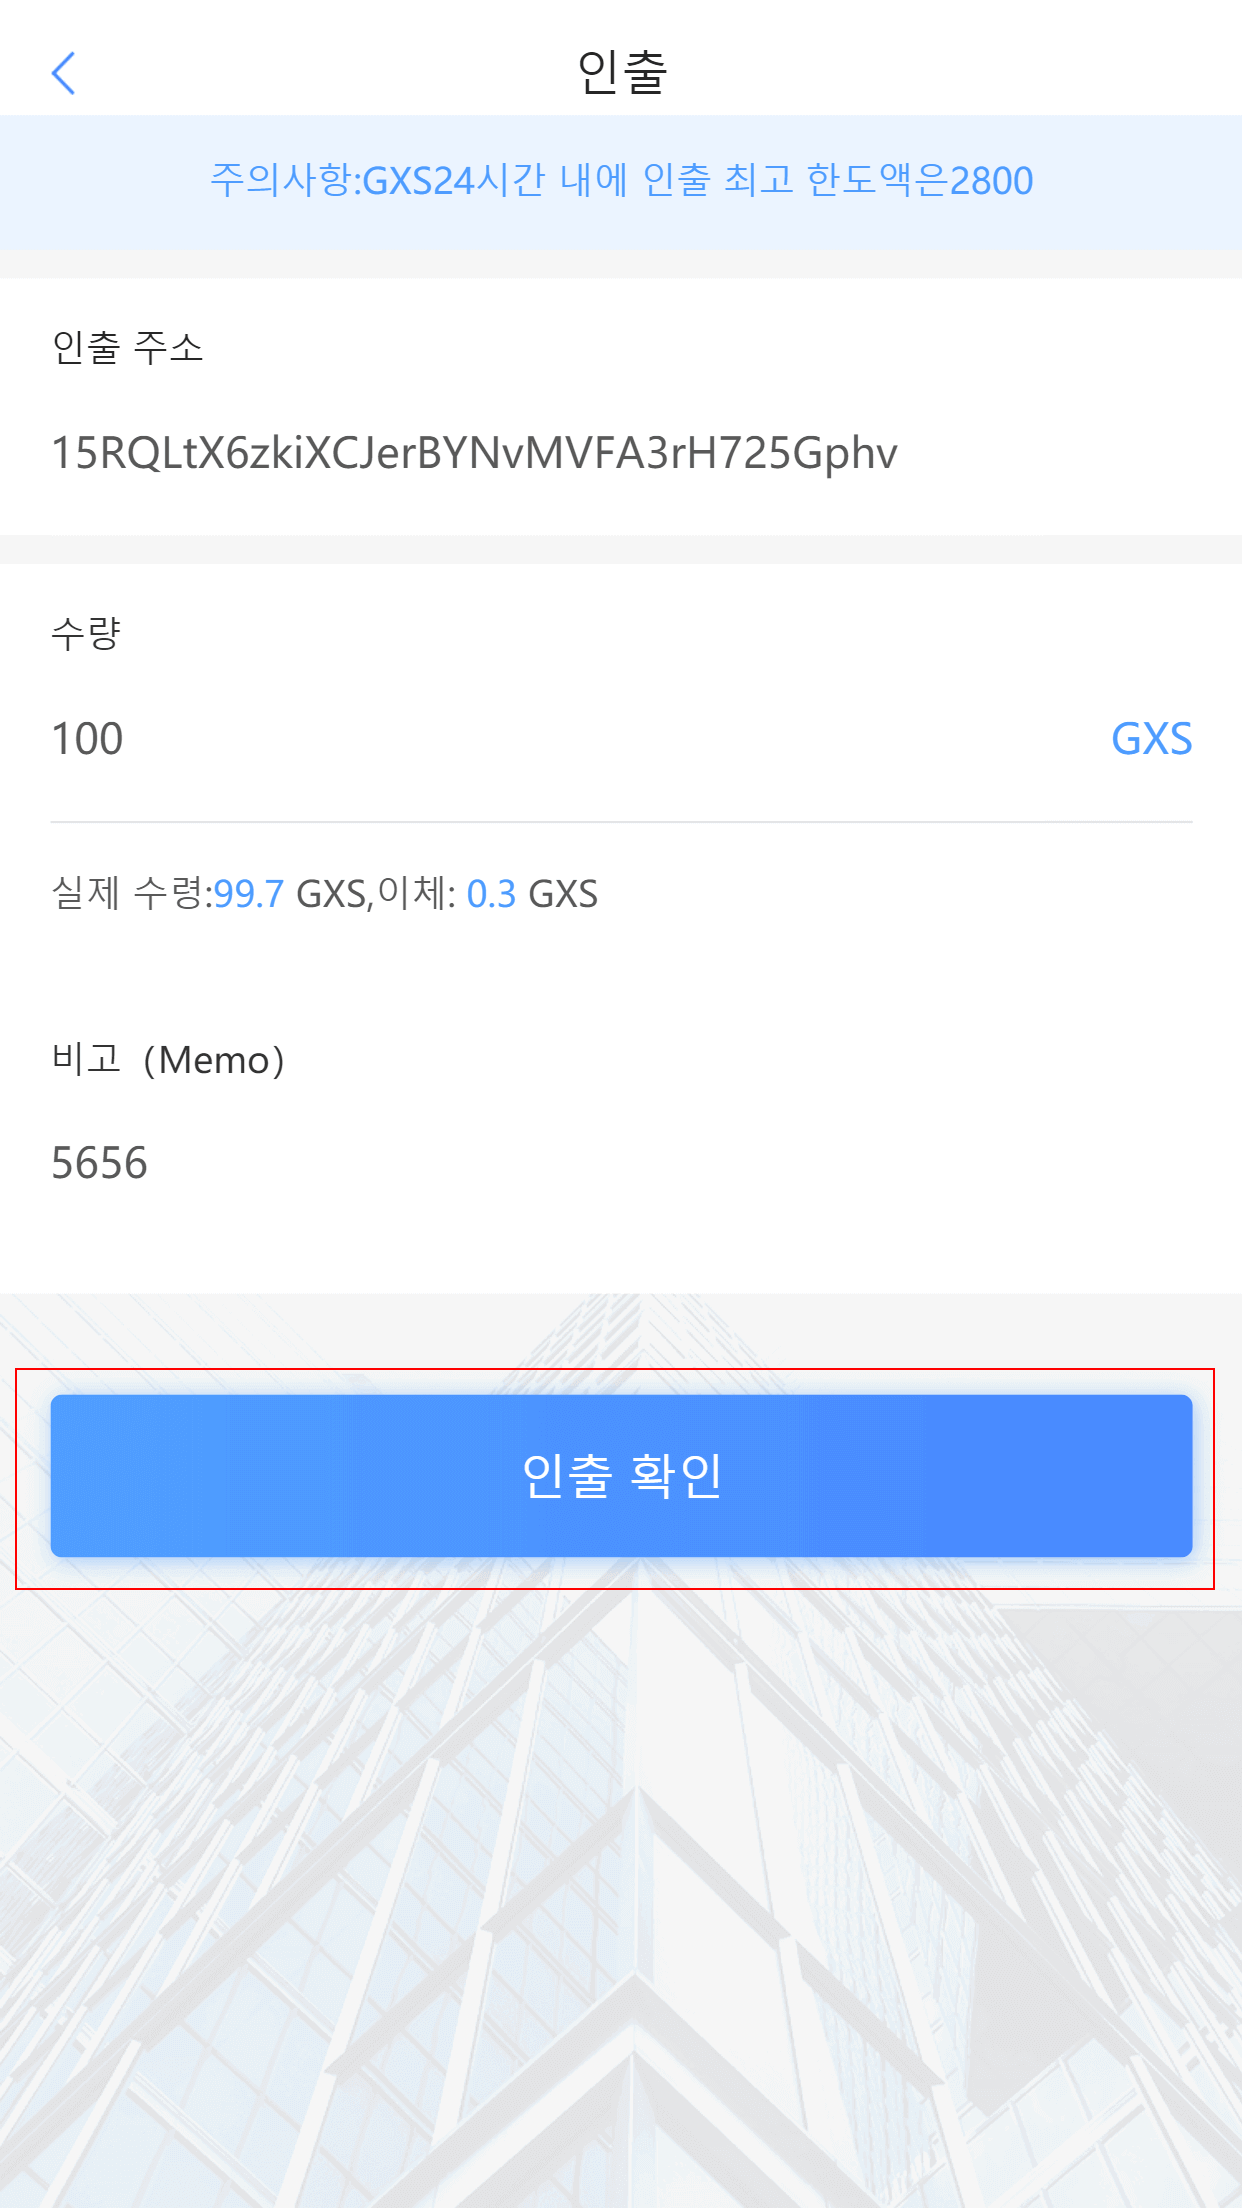 인출
주의사항:GXS24시간 내에 인출 최고 한도액은2800
인출 주소
15RQLtX6zkiXCJerBYNvMVFA3rH725Gphv
수량
100 GXS
실제 수령:99.7 GXS,이체: 0.3 GXS
비고（Memo）
5656
인출 확인